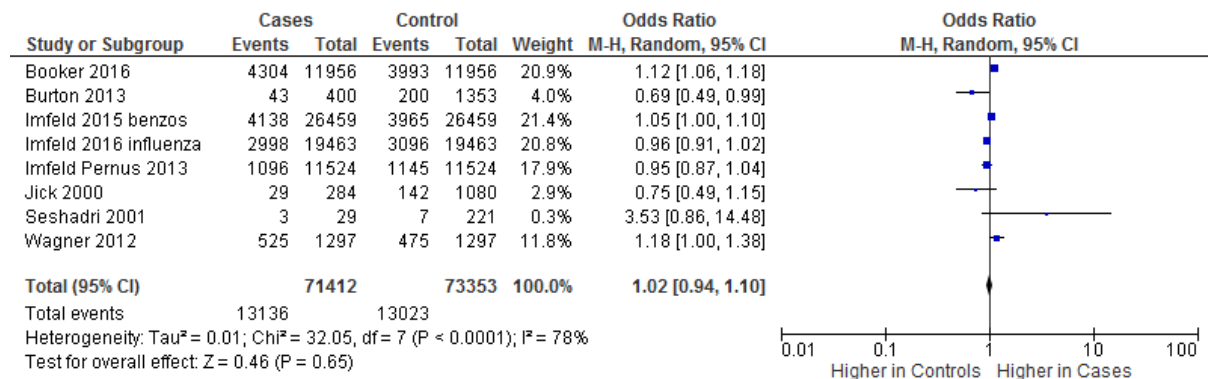 Cases Control Odds Ratio Odds Ratio
Study or Subgroup Events Total Events Total Weight M-H, Random, 95% CI M-H, Random, 95% CI
Booker 2016 4304 11956 3993 11956 20.9% 1.12 [1.06, 1.18]
Burton 2013 43 400 200 1353 4.0% 0.69 [0.49, 0.99]
Imfeld 2015 benzos 4138 26459 3965 26459 21.4% 1.05 [1.00, 1.10]
Imfeld 2016 influenza 2998 19463 3096 19463 20.8% 0.96 [0.91, 1.02]
Imfeld Pernus 2013 1096 11524 1145 11524 17.9% 0.95 [0.87, 1.04]
Jick 2000 29 284 142 1080 2.9% 0.75 [0.49, 1.15]
Seshadri 2001 3 29 7 221 0.3% 3.53 [0.86, 14.48]
Wagner 2012 525 1297 475 1297 11.8% 1.18 [1.00, 1.38]
Total (95% CI) 71412 73353 100.0% 1.02 [0.94, 1.10]
Total events 13136 13023
Heterogeneity: Tau² = 0.01; Chi² = 32.05, df = 7 (P < 0.0001); I² = 78%
Test for overall effect: Z = 0.46 (P = 0.65)
0.01 0.1 1 10 100
Higher in Controls Higher in Cases